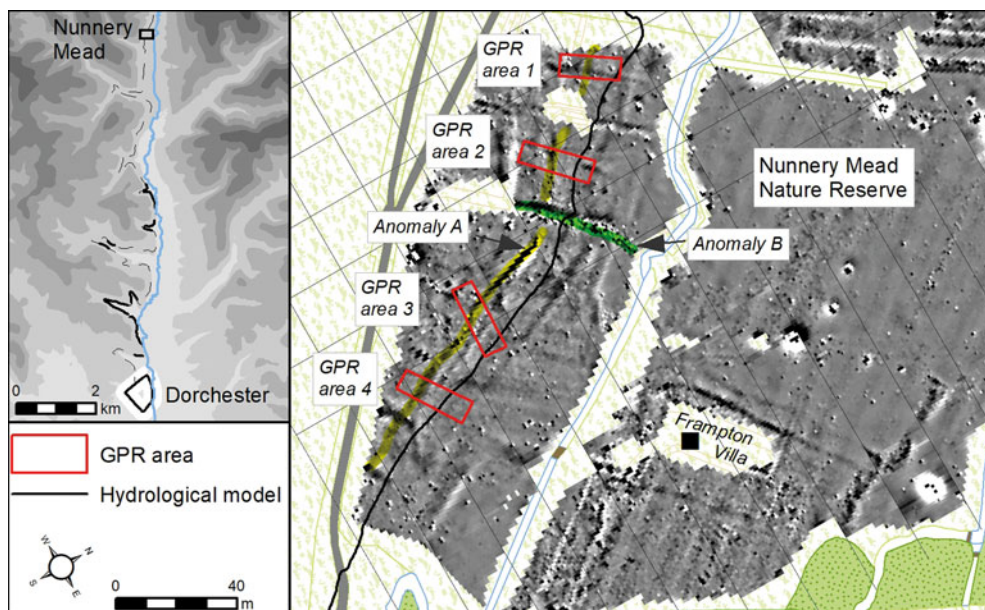 Nunnery
Mead
0
2
km
Dorchester
GPR area
Hydrological model
N
W
E
S
0
40
m
GPR
area 1
GPR
area 2
Nunnery Mead
Nature Reserve
Anomaly A
Anomaly B
GPR
area 3
GPR
area 4
Frampton
Villa